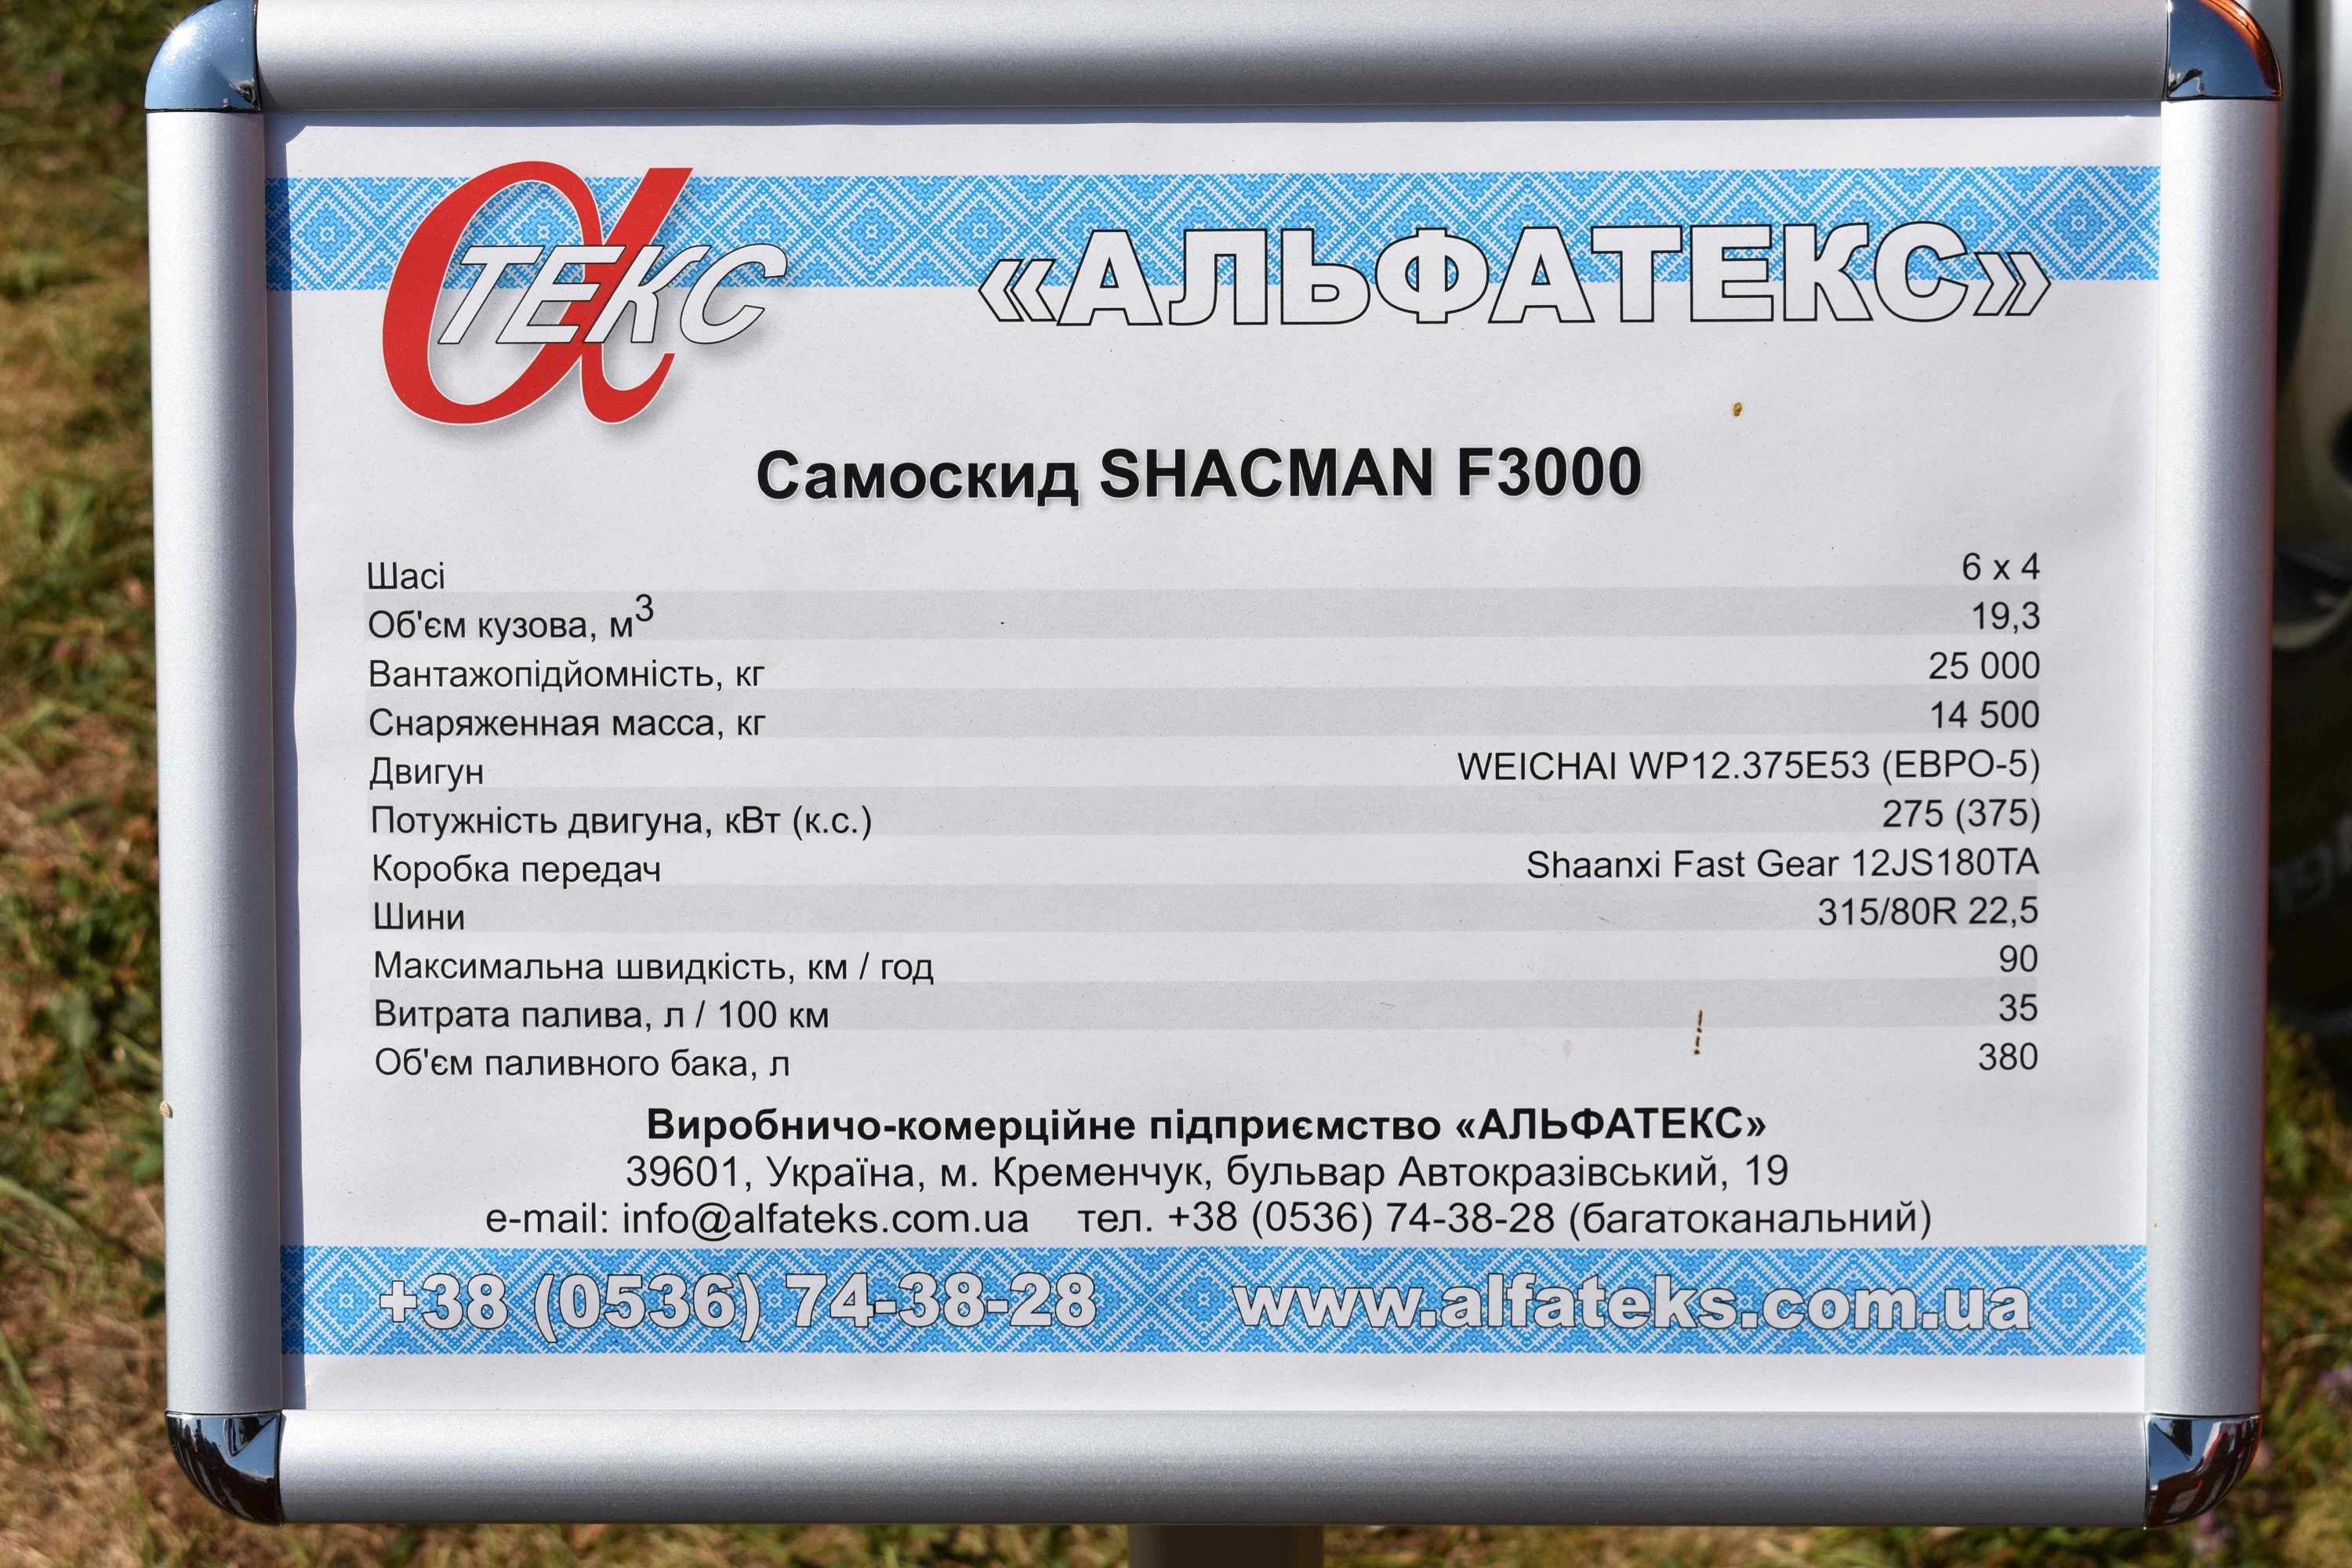 αТЕКС
«АЛЬФАТЕКС»
Самоскид SHACMAN F3000
Шасі 6 х 4
Об'єм кузова, м³ 19,3
Вантажопідйомність, кг 25 000
Снаряженная масса, кг 14 500
Двигун WEICHAI WP12.375E53 (ЕВРО-5)
Потужність двигуна, кВт (к.с.) 275 (375)
Коробка передач Shaanxi Fast Gear 12JS180TA
Шини 315/80R 22,5
Максимальна швидкість, км / год 90
Витрата палива, л / 100 км 35
Об'єм паливного бака, л 380
Виробничо-комерційне підприємство «АЛЬФАТЕКС»
39601, Україна, м. Кременчук, бульвар Автокразівський, 19
e-mail: info@alfateks.com.ua тел. +38 (0536) 74-38-28 (багатоканальний)
+38 (0536) 74-38-28 www.alfateks.com.ua